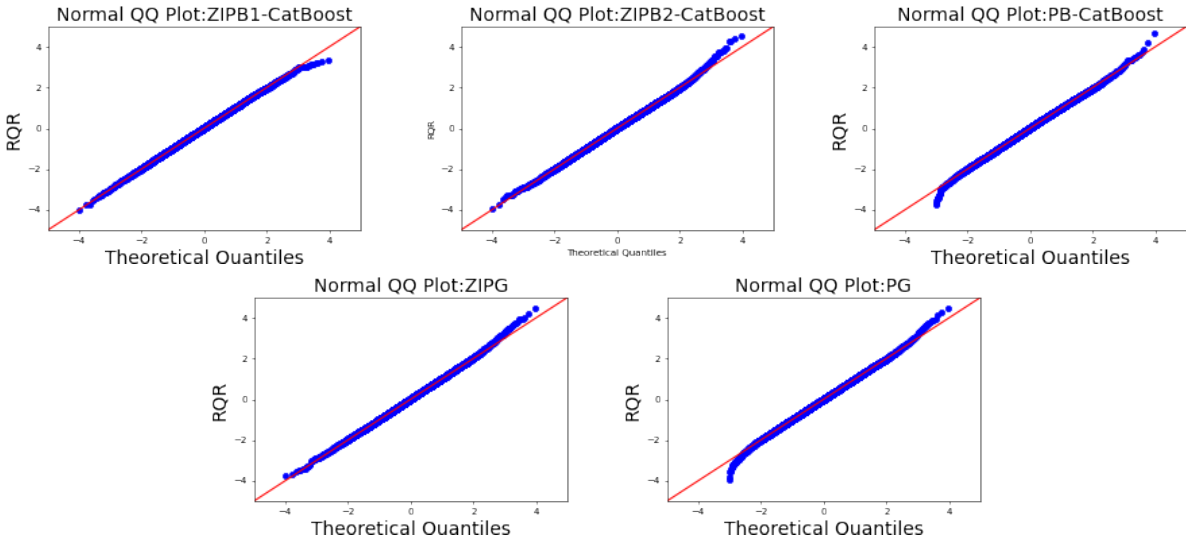 Normal QQ Plot:ZIPB1-CatBoost
4
2
0
−2
−4
RQR
−4 −2 0 2 4
Theoretical Quantiles
Normal QQ Plot:ZIPB2-CatBoost
4
2
0
−2
−4
RQR
−4 −2 0 2 4
Theoretical Quantiles
Normal QQ Plot:PB-CatBoost
4
2
0
−2
−4
RQR
−4 −2 0 2 4
Theoretical Quantiles
Normal QQ Plot:ZIPG
4
2
0
−2
−4
RQR
−4 −2 0 2 4
Theoretical Quantiles
Normal QQ Plot:PG
4
2
0
−2
−4
RQR
−4 −2 0 2 4
Theoretical Quantiles